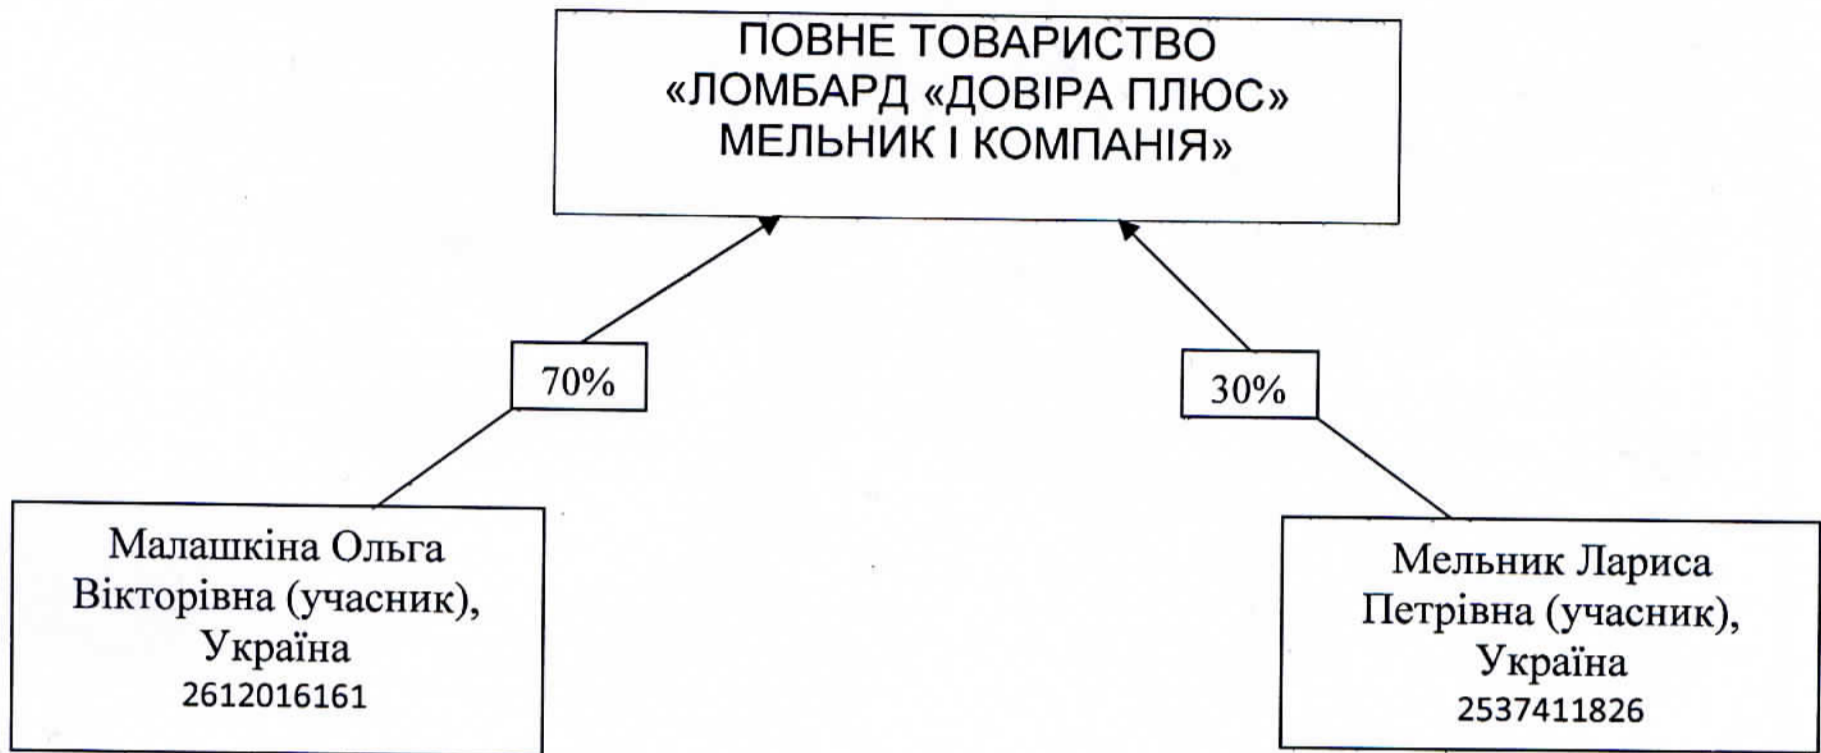 ПОВНЕ ТОВАРИСТВО
«ЛОМБАРД «ДОВІРА ПЛЮС»
МЕЛЬНИК І КОМПАНІЯ»
70%
30%
Малашкіна Ольга
Вікторівна (учасник),
Україна
2612016161
Мельник Лариса
Петрівна (учасник),
Україна
2537411826